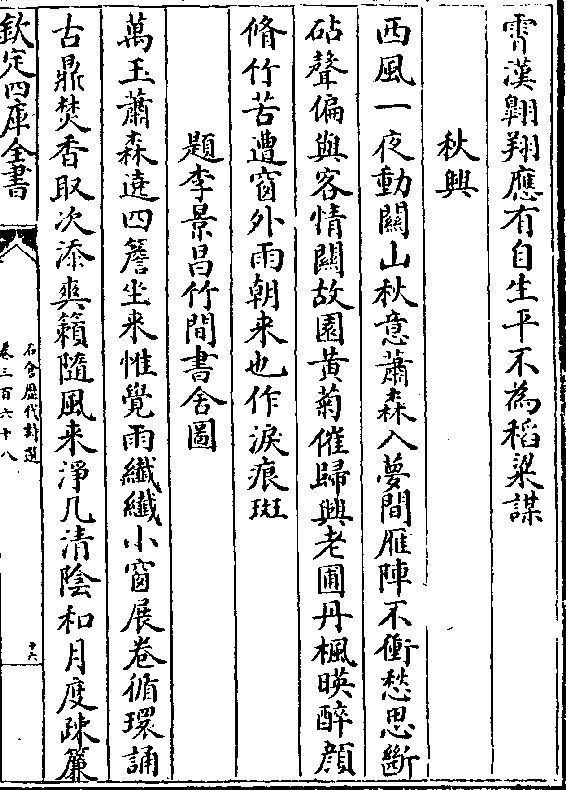 霄漢翺翔應有自生平不為稻粱謀
秋興
西風一夜動關山秋意蕭森入夢間雁陣不衝愁思斷
砧聲偏與客情關故園黄菊催歸興老圃丹楓暎醉顔
脩竹苦遭窗外雨朝来也作淚痕斑
題李景昌竹間書舍圖
萬玉蕭森遶四簷坐来惟覺雨纖纖小窗展卷循環誦
古鼎焚香取次添爽籟隨風来淨几清陰和月度疎簾
欽定四庫全書
石倉歷代詩選
卷三百六十八
十六